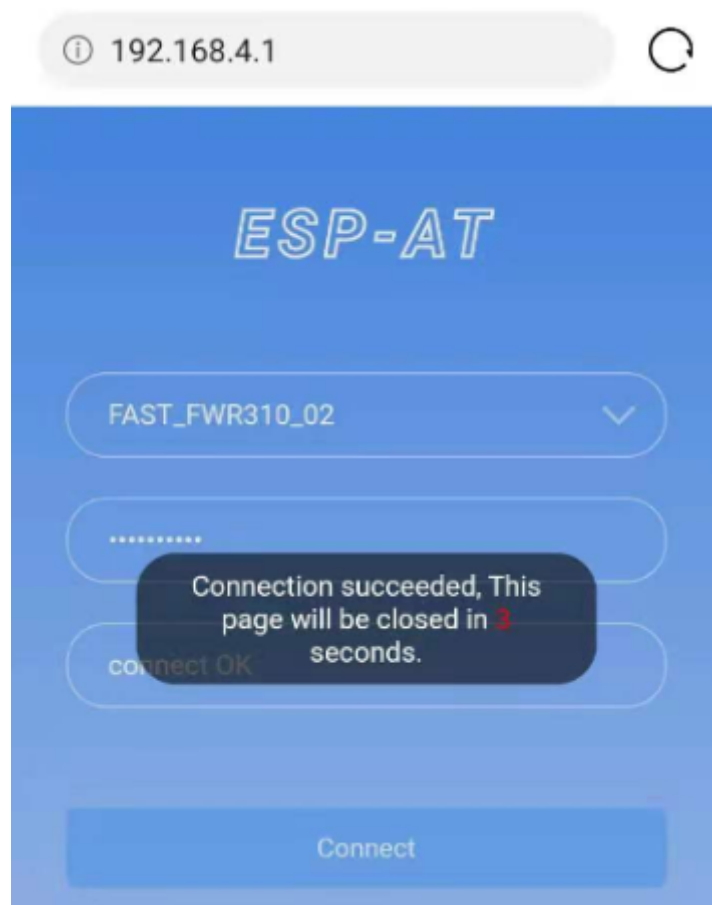 192.168.4.1
ESP-AT
FAST_FWR310_02
••••••••••
Connection succeeded, This
page will be closed in 3
seconds.
connect OK
Connect